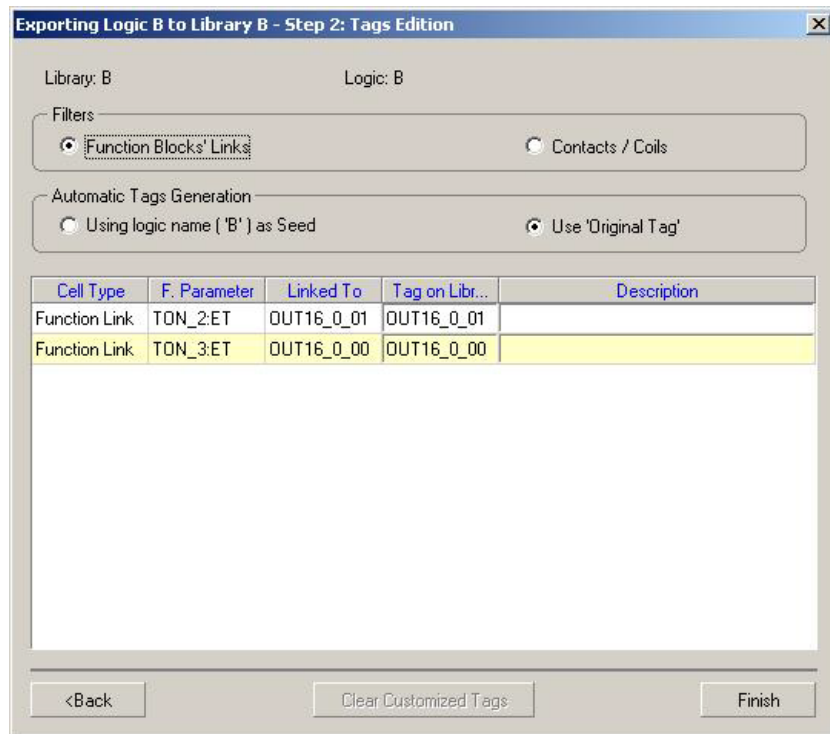 Exporting Logic B to Library B - Step 2: Tags Edition
Library: B Logic: B
Filters
Function Blocks' Links Contacts / Coils
Automatic Tags Generation
Using logic name ( 'B' ) as Seed Use 'Original Tag'
Cell Type F. Parameter Linked To Tag on Libr... Description
Function Link TON_2:ET OUT16_0_01 OUT16_0_01
Function Link TON_3:ET OUT16_0_00 OUT16_0_00
<Back Clear Customized Tags Finish